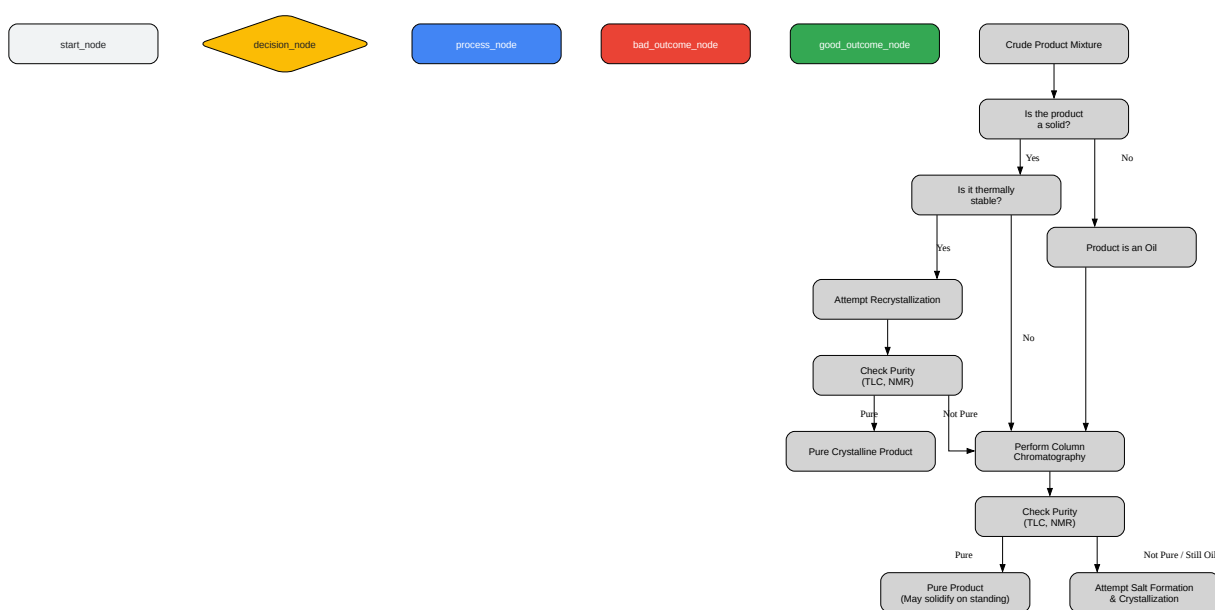 start_node
decision_node
process_node
bad_outcome_node
good_outcome_node
Crude Product Mixture
Is the product
a solid?
Yes
No
Is it thermally
stable?
Product is an Oil
Yes
Attempt Recrystallization
No
Check Purity
(TLC, NMR)
Pure
Not Pure
Pure Crystalline Product
Perform Column
Chromatography
Check Purity
(TLC, NMR)
Pure
Not Pure / Still Oil
Pure Product
(May solidify on standing)
Attempt Salt Formation
& Crystallization